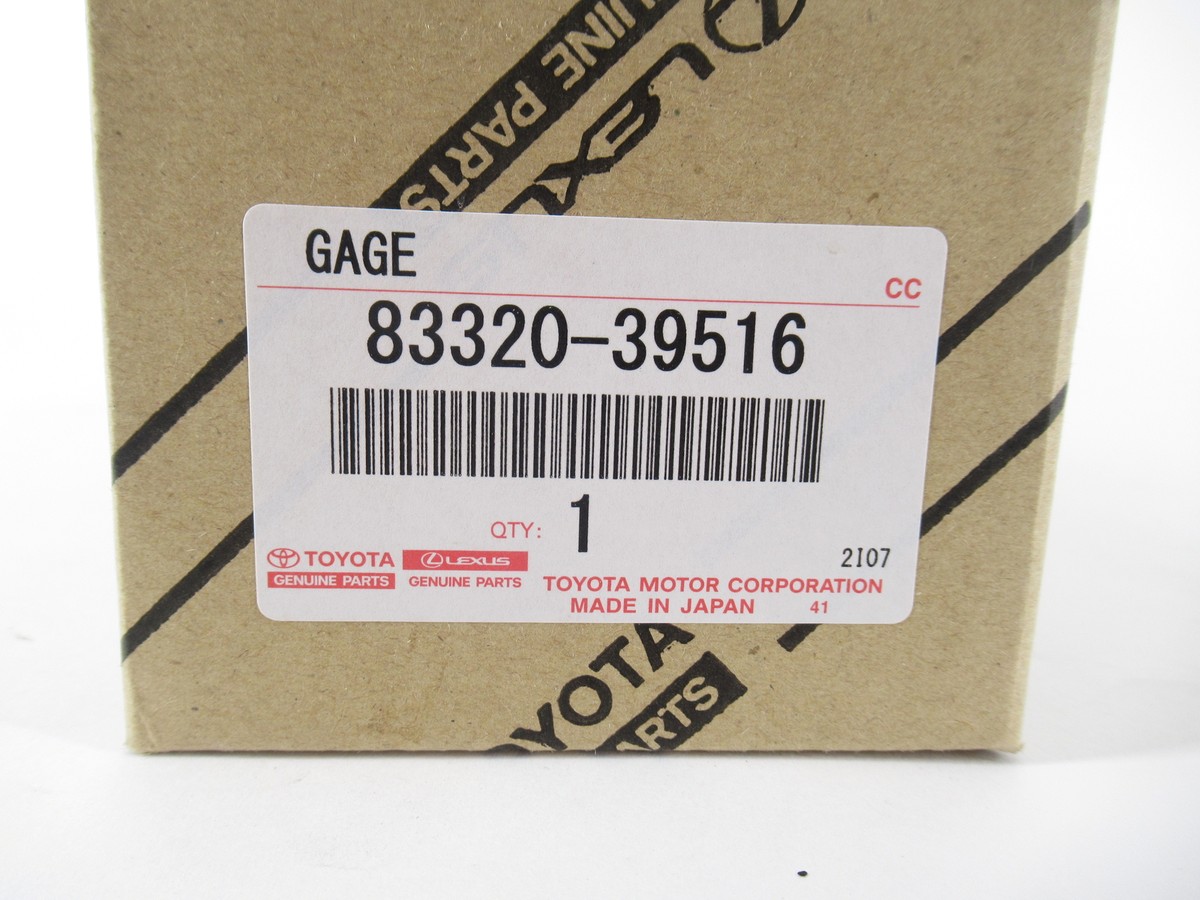 GENUINE PARTS
LEXUS
GAGE
CC
83320-39516
QTY: 1
2I07
TOYOTA LEXUS
GENUINE PARTS GENUINE PARTS
TOYOTA MOTOR CORPORATION
MADE IN JAPAN 41
TOYOTA
PARTS